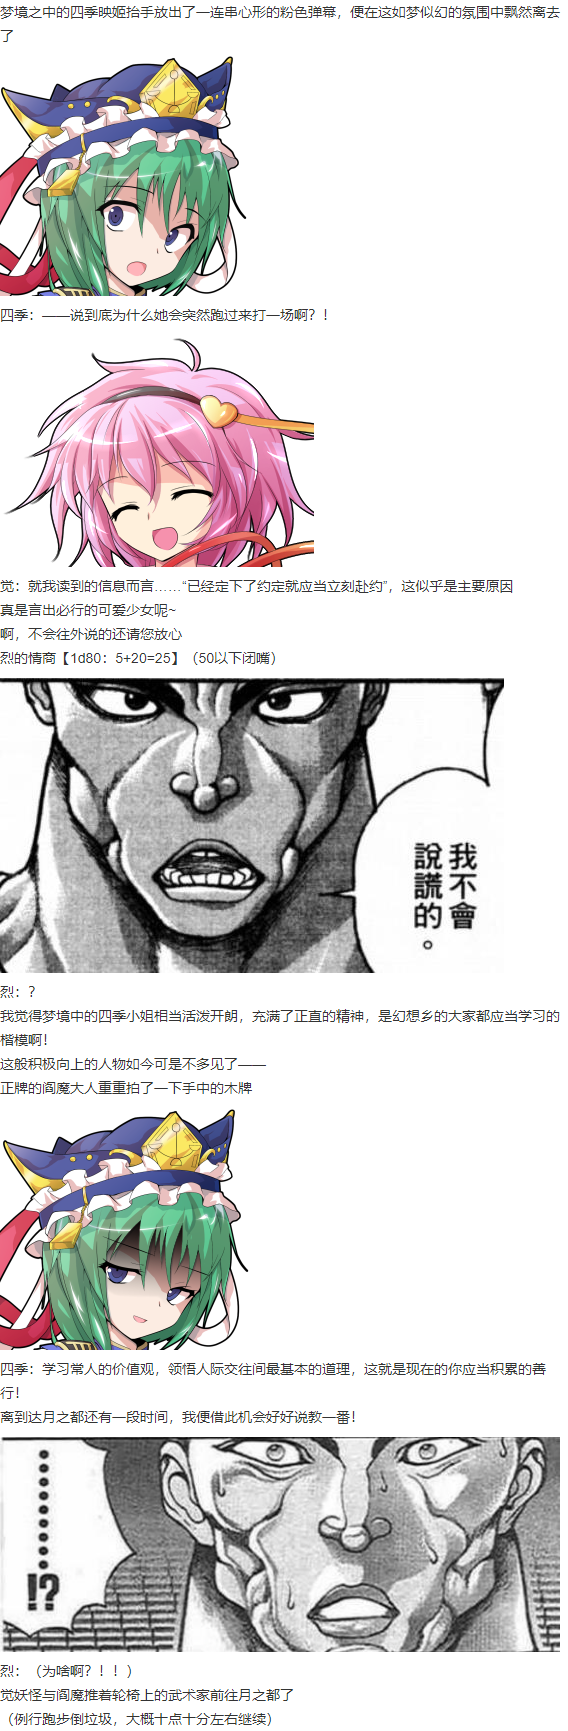 梦境之中的四季映姬抬手放出了一连串心形的粉色弹幕，便在这如梦似幻的氛围中飘然离去
了
四季：——说到底为什么她会突然跑过来打一场啊？！
觉：就我读到的信息而言……“已经定下了约定就应当立刻赴约”，这似乎是主要原因
真是言出必行的可爱少女呢~
啊，不会往外说的还请您放心
烈的情商【1d80：5+20=25】（50以下闭嘴）
我不會
說謊的。
烈：？
我觉得梦境中的四季小姐相当活泼开朗，充满了正直的精神，是幻想乡的大家都应当学习的
楷模啊！
这般积极向上的人物如今可是不多见了——
正牌的阎魔大人重重拍了一下手中的木牌
四季：学习常人的价值观，领悟人际交往间最基本的道理，这就是现在的你应当积累的善
行！
离到达月之都还有一段时间，我便借此机会好好说教一番！
………!?
烈：（为啥啊？！！）
觉妖怪与阎魔推着轮椅上的武术家前往月之都了
（例行跑步倒垃圾，大概十点十分左右继续）